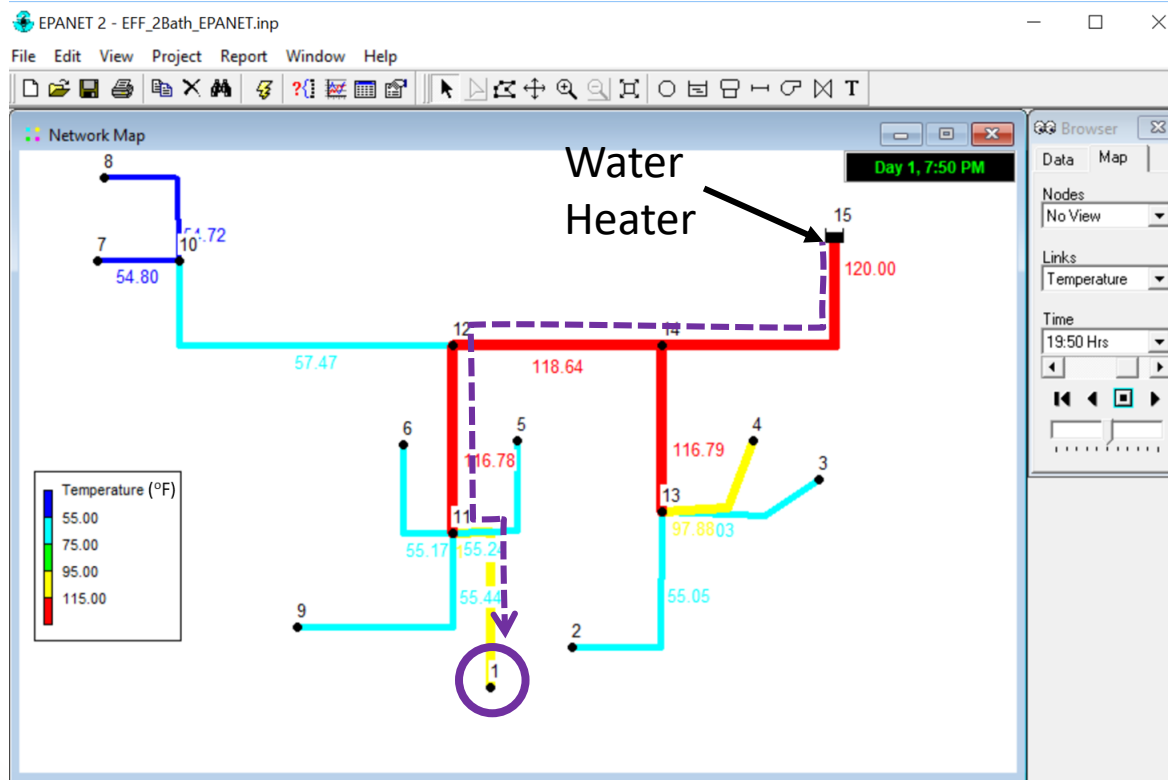 EPANET 2 - EFF_2Bath_EPANET.inp
File Edit View Project Report Window Help
T
Network Map
Day 1, 7:50 PM
Browser
Data Map
Nodes
No View
Links
Temperature
Time
19:50 Hrs
Water
Heater
8
7
10
54.80
15
120.00
12
14
57.47
118.64
6
5
4
3
116.78
116.79
13
97.88
11
55.17
55.44
55.05
9
2
1
Temperature (°F)
55.00
75.00
95.00
115.00